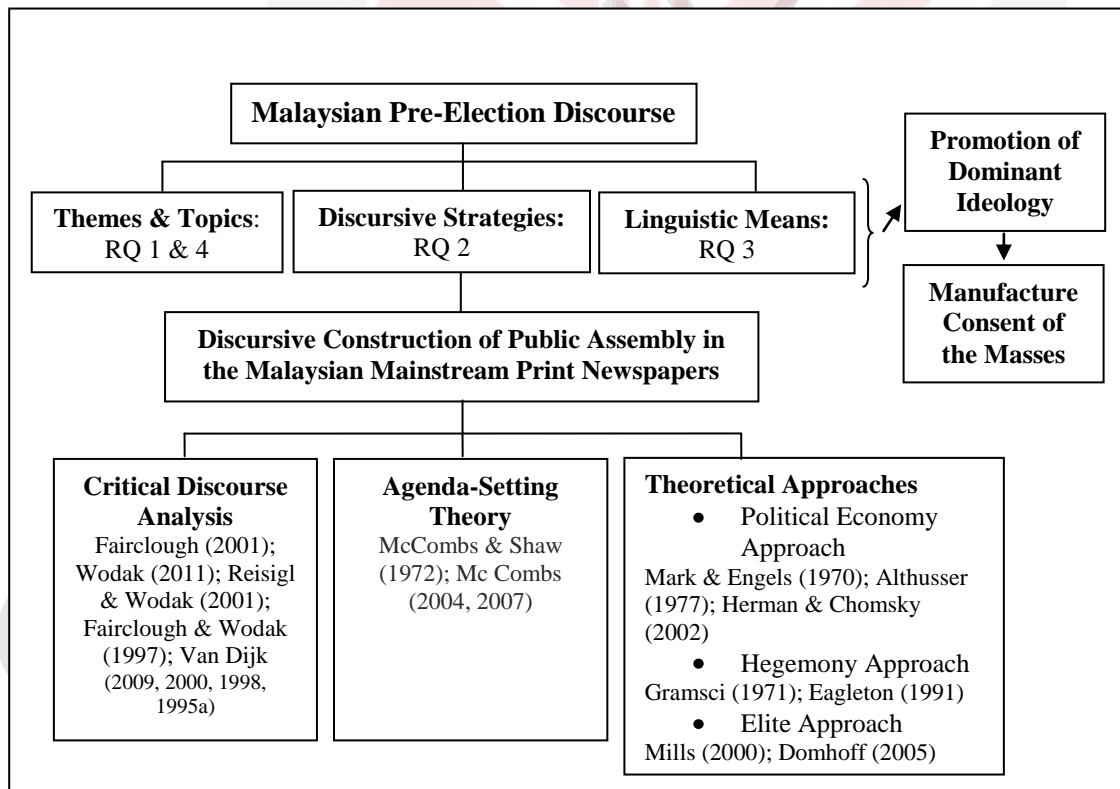 Malaysian Pre-Election Discourse
Themes & Topics:
RQ 1 & 4
Discursive Strategies:
RQ 2
Linguistic Means:
RQ 3
Promotion of
Dominant
Ideology
Manufacture
Consent of
the Masses
Discursive Construction of Public Assembly in
the Malaysian Mainstream Print Newspapers
Critical Discourse
Analysis
Fairclough (2001);
Wodak (2011); Reisigl
& Wodak (2001);
Fairclough & Wodak
(1997); Van Dijk
(2009, 2000, 1998,
1995a)
Agenda-Setting
Theory
McCombs & Shaw
(1972); Mc Combs
(2004, 2007)
Theoretical Approaches
• Political Economy
Approach
Mark & Engels (1970); Althusser
(1977); Herman & Chomsky
(2002)
• Hegemony Approach
Gramsci (1971); Eagleton (1991)
• Elite Approach
Mills (2000); Domhoff (2005)